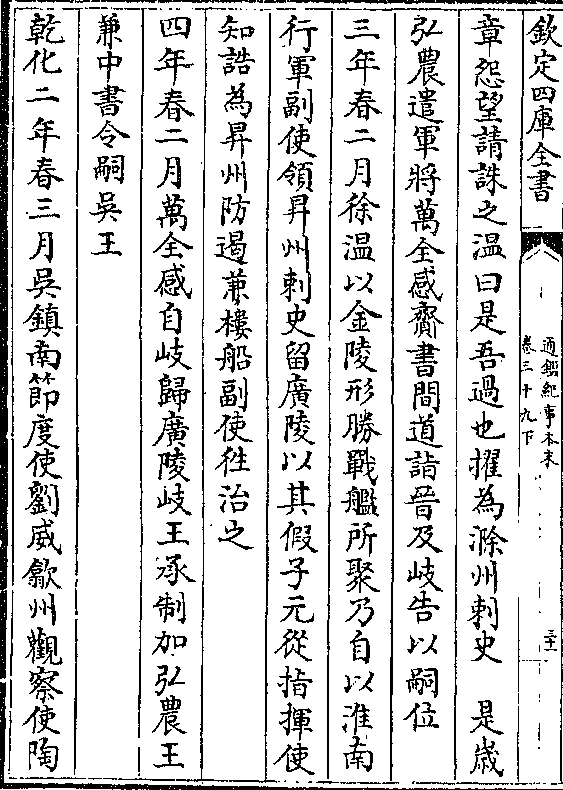 欽定四庫全書
通鑑紀事本末
卷三十九下
章怨望請誅之温曰是吾過也擢為滁州刺史　是歳
弘農遣軍將萬全感齎書間道詣晉及岐告以嗣位
三年春二月徐温以金陵形勝戰艦所聚乃自以淮南
行軍副使領昇州刺史留廣陵以其假子元從指揮使
知誥為昇州防遏兼樓船副使徃治之
四年春二月萬全感自岐歸廣陵岐王承制加弘農王
兼中書令嗣吳王
乾化二年春三月吳鎮南節度使劉威歙州觀察使陶